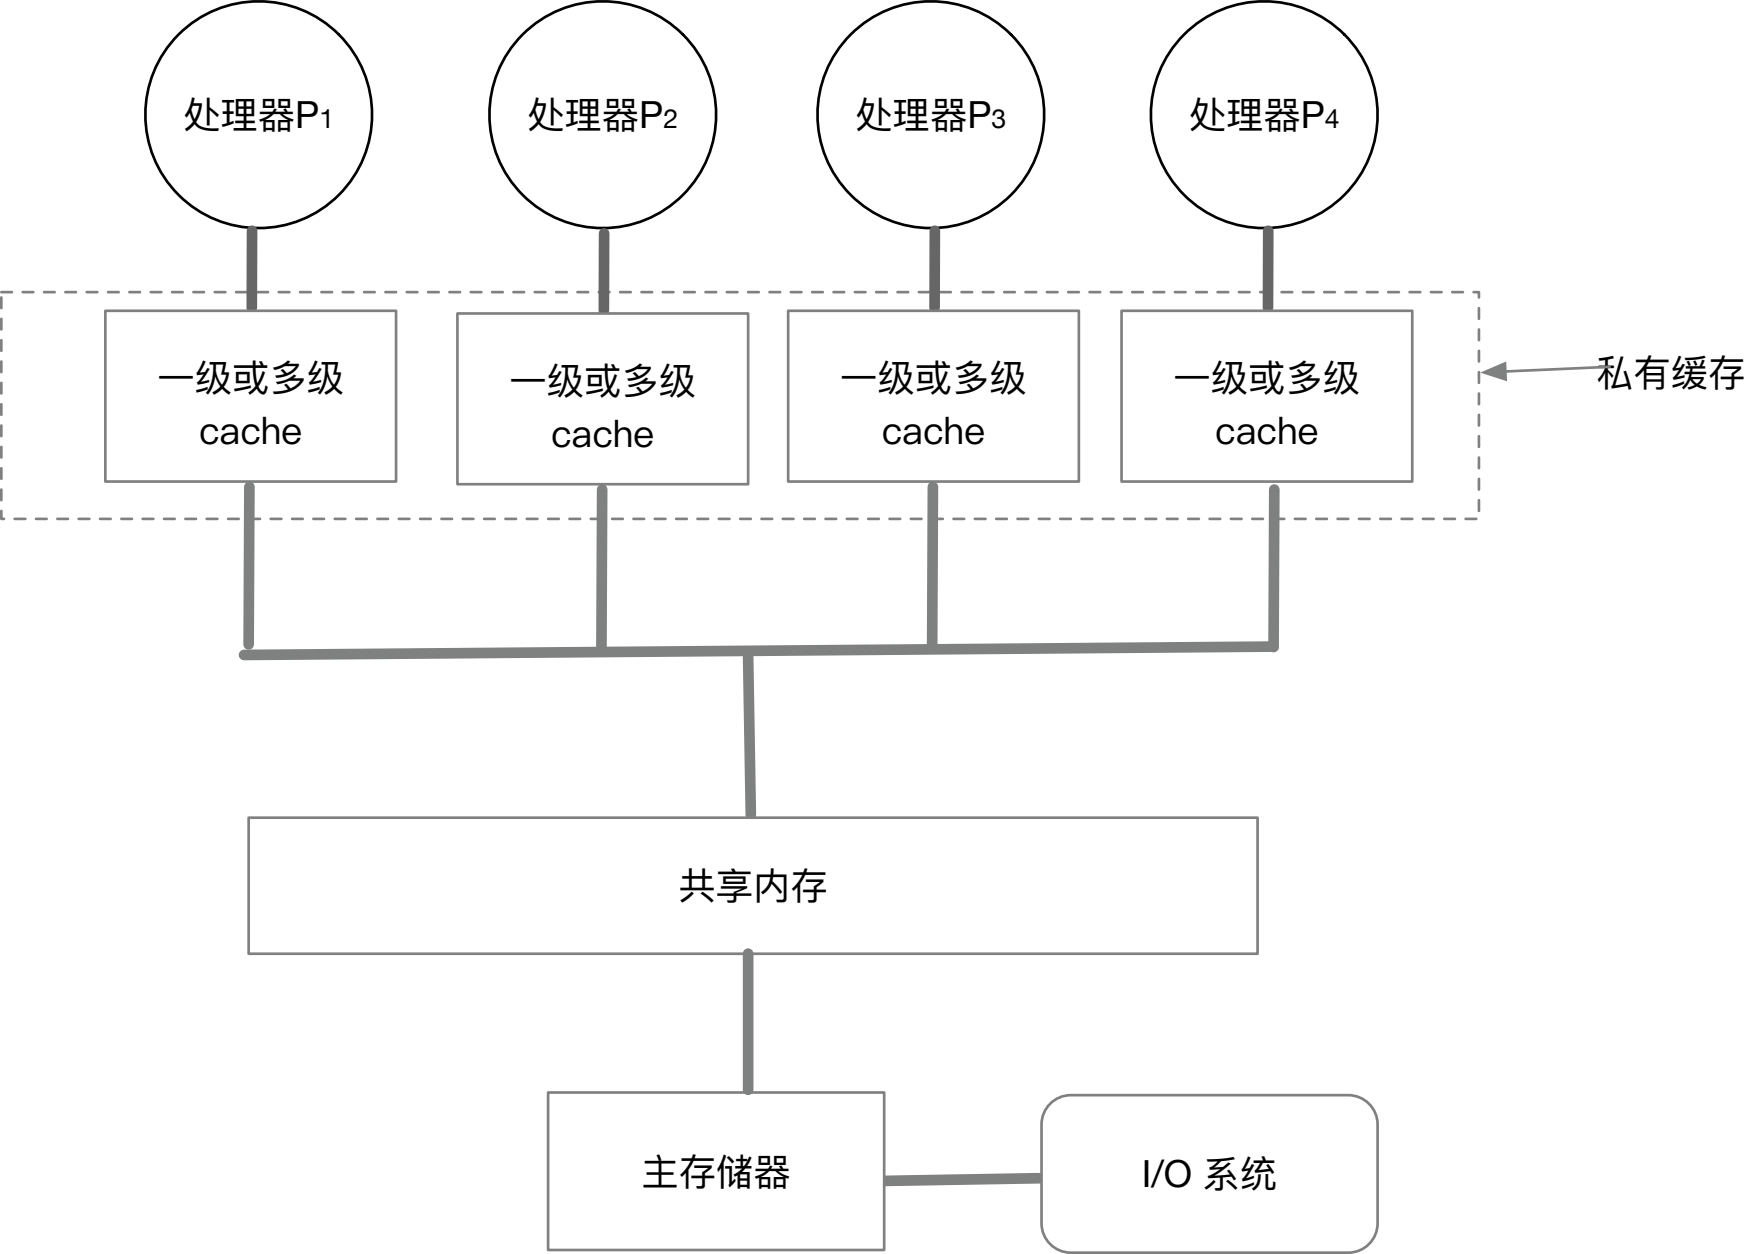 处理器P1
处理器P2
处理器P3
处理器P4
一级或多级
cache
一级或多级
cache
一级或多级
cache
一级或多级
cache
私有缓存
共享内存
主存储器
I/O 系统